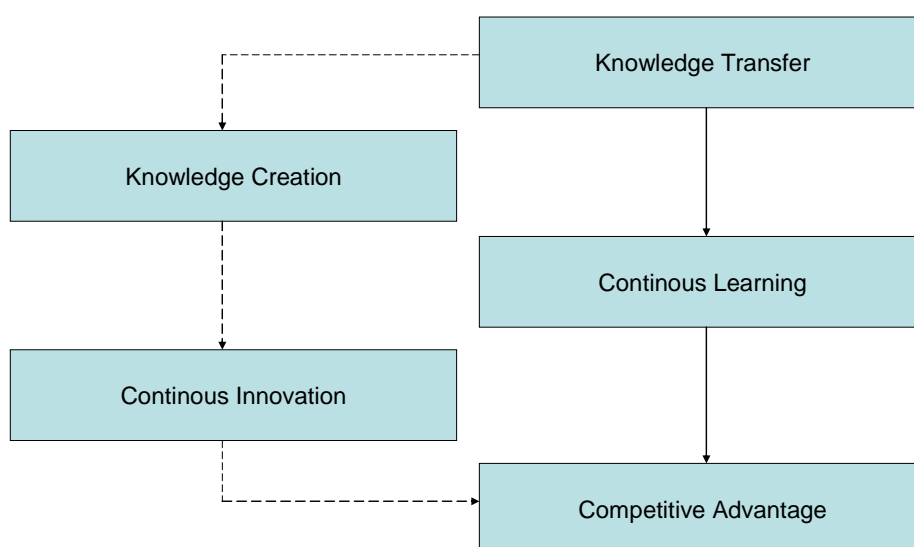 Knowledge Transfer
Knowledge Creation
Continous Learning
Continous Innovation
Competitive Advantage